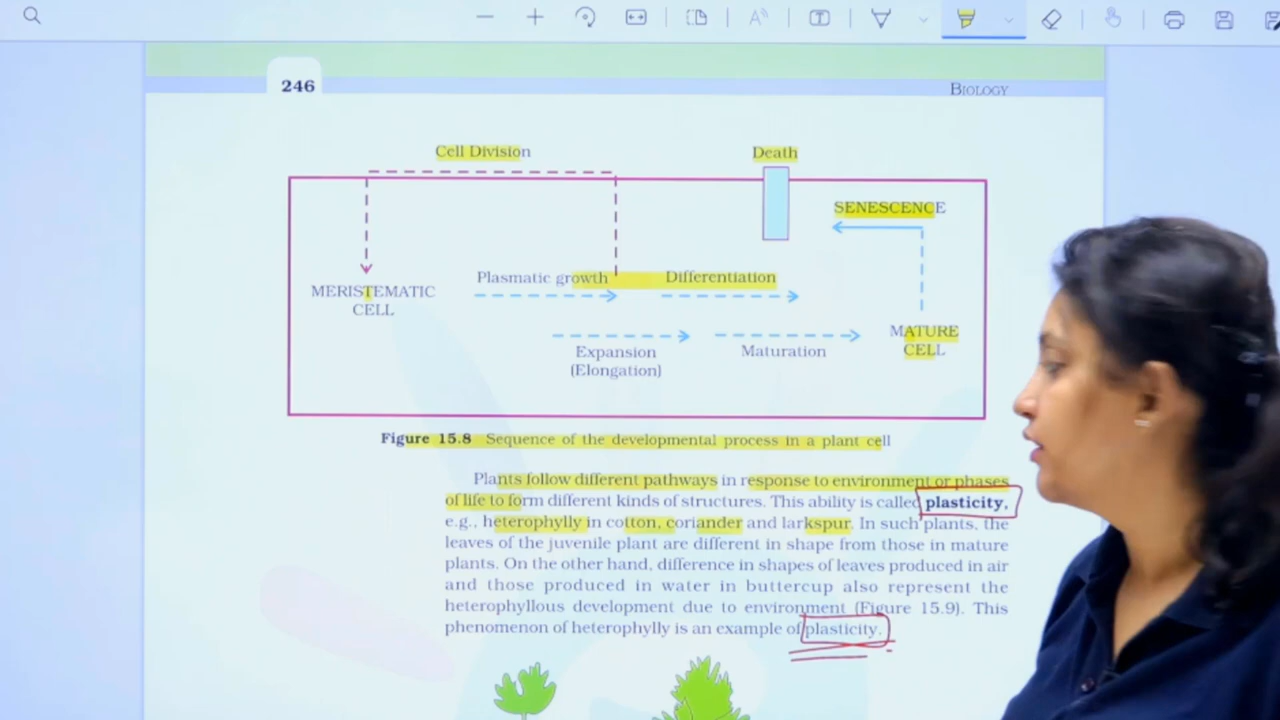 246
BIOLOGY
Cell Division
Death
SENESCENCE
Plasmatic growth Differentiation
MERISTEMATIC
CELL
MATURE
CELL
Expansion
(Elongation)
Maturation
Figure 15.8 Sequence of the developmental process in a plant cell
Plants follow different pathways in response to environment or phases
of life to form different kinds of structures. This ability is called plasticity,
e.g., heterophylly in cotton, coriander and larkspur. In such plants, the
leaves of the juvenile plant are different in shape from those in mature
plants. On the other hand, difference in shapes of leaves produced in air
and those produced in water in buttercup also represent the
heterophyllous development due to environment (Figure 15.9). This
phenomenon of heterophylly is an example of plasticity.